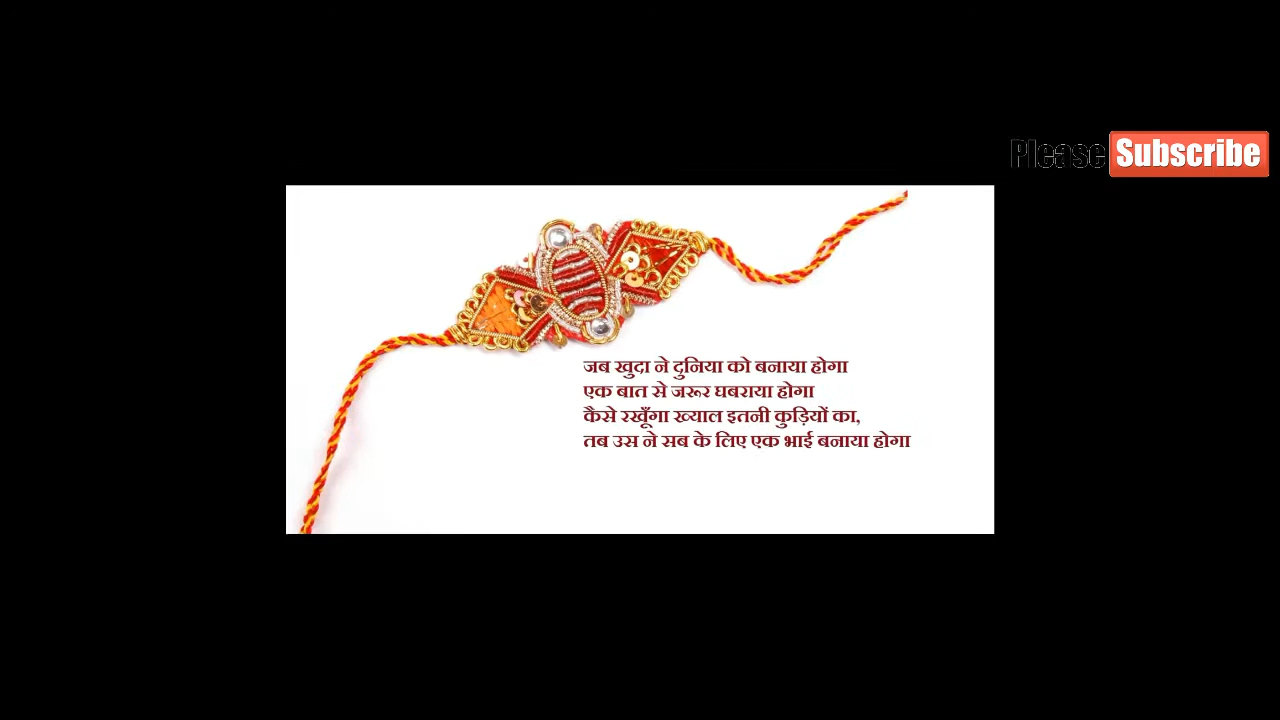 Please Subscribe
जब खुदा ने दुनिया को बनाया होगा
एक बात से जरूर घबराया होगा
कैसे रखूँगा ख्याल इतनी कुड़ियों का,
तब उस ने सब के लिए एक भाई बनाया होगा